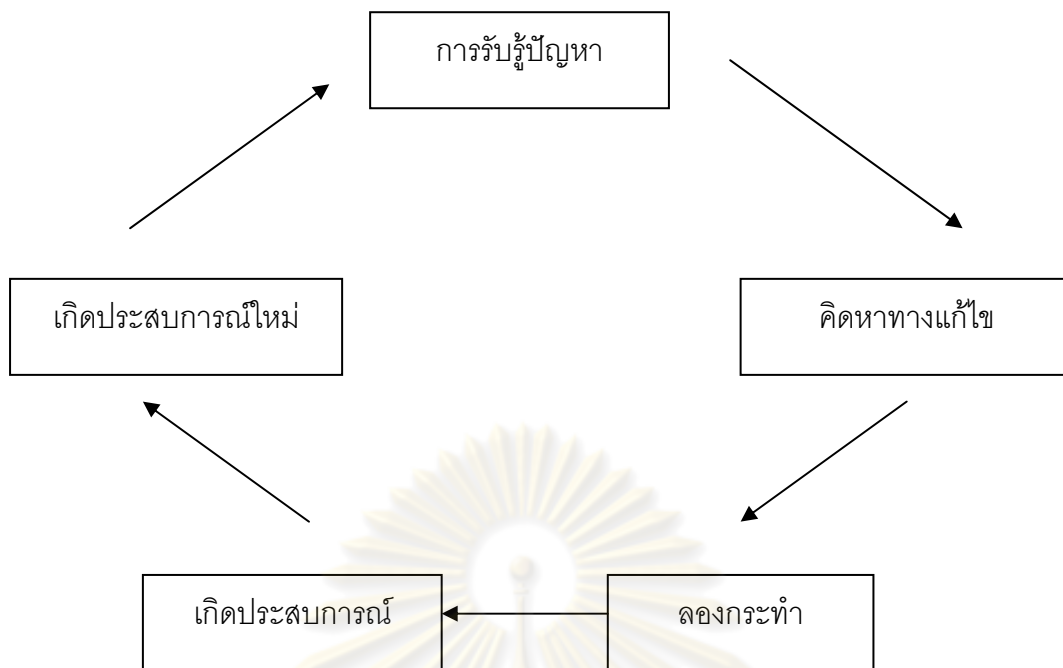 การรับรู้ปัญหา
เกิดประสบการณ์ใหม่
คิดหาทางแก้ไข
เกิดประสบการณ์
ลองกระทำ